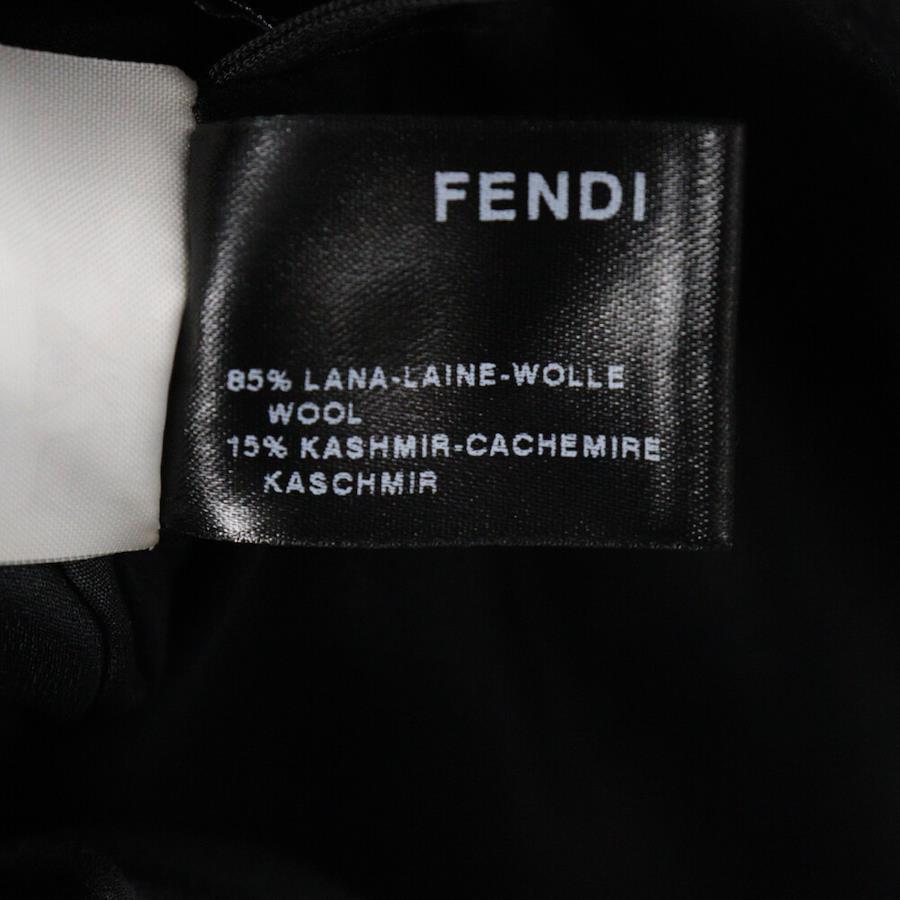 FENDI
85% LANA-LAINE-WOLLE
WOOL
15% KASHMIR-CACHEMIRE
KASCHMIR